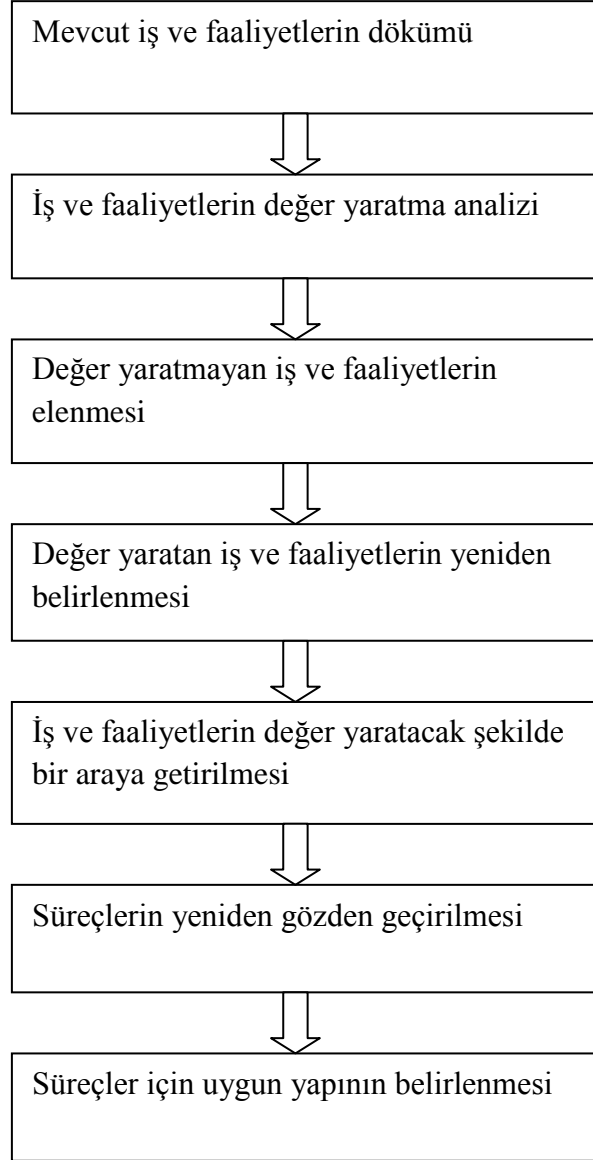 Mevcut iş ve faaliyetlerin dökümü
İş ve faaliyetlerin değer yaratma analizi
Değer yaratmayan iş ve faaliyetlerin
elenmesi
Değer yaratan iş ve faaliyetlerin yeniden
belirlenmesi
İş ve faaliyetlerin değer yaratacak şekilde
bir araya getirilmesi
Süreçlerin yeniden gözden geçirilmesi
Süreçler için uygun yapının belirlenmesi